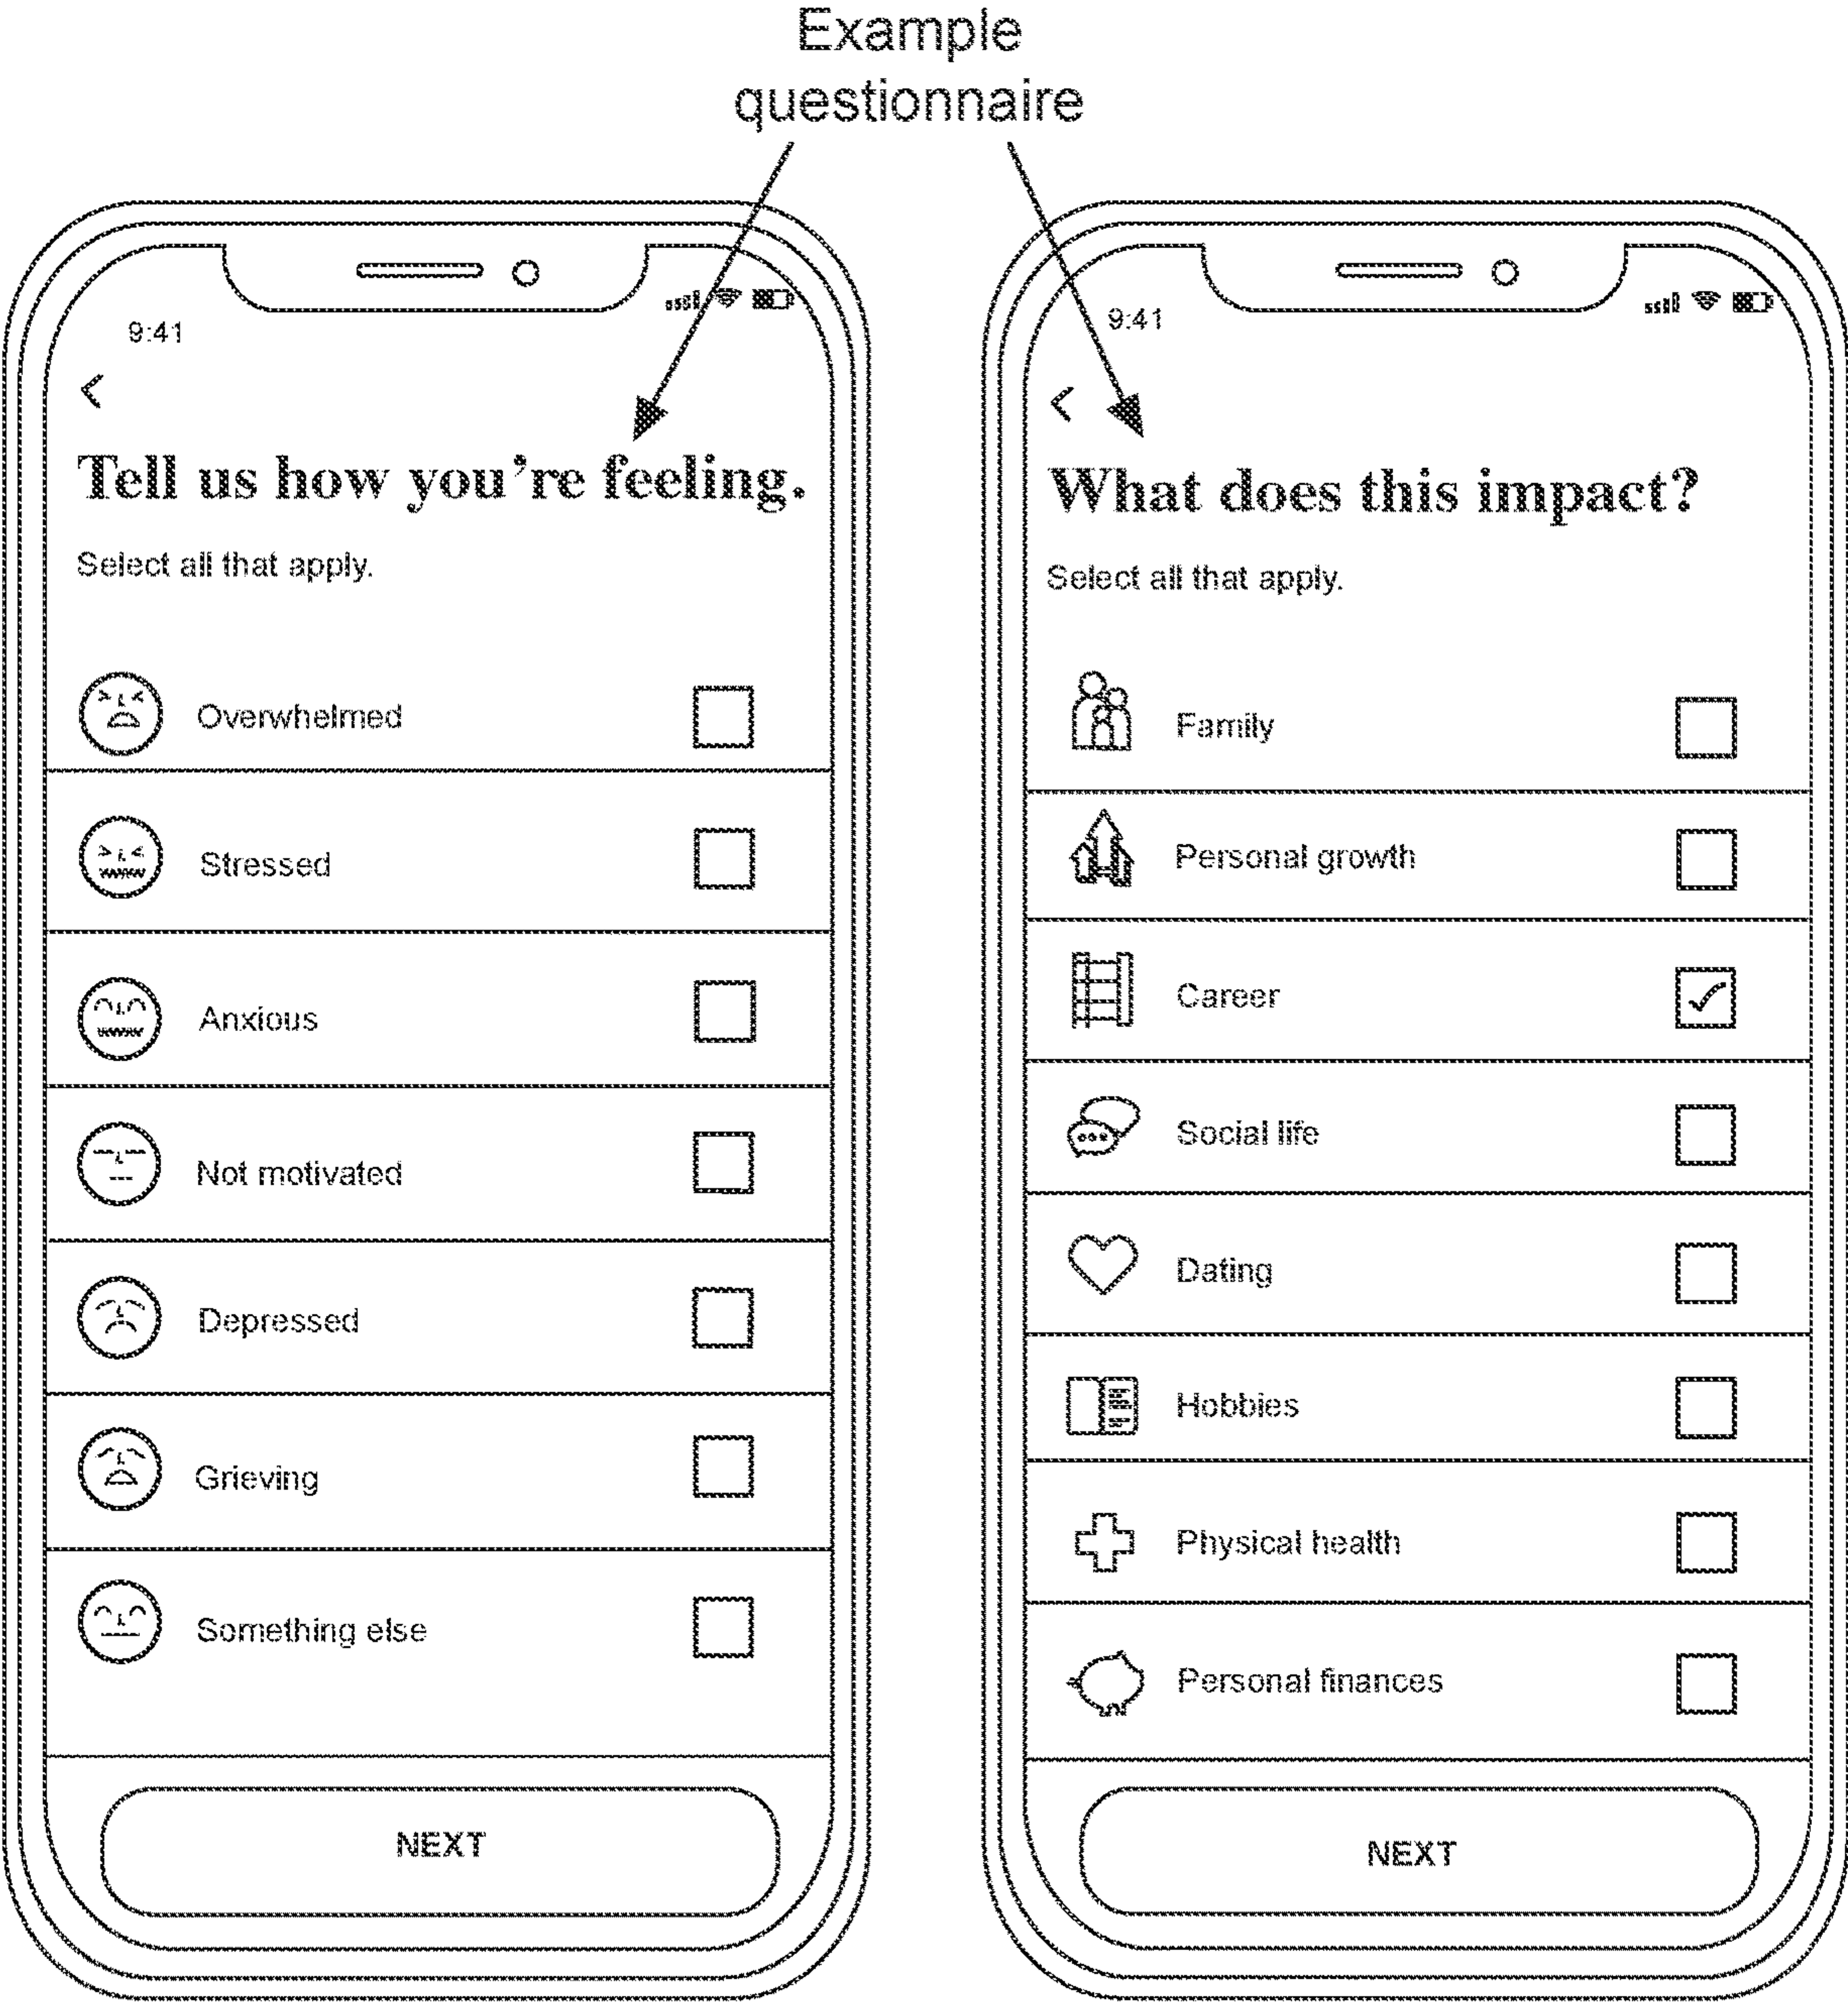 Example
questionnaire
9:41
Tell us how you're feeling.
Select all that apply.
Overwhelmed
Stressed
Anxious
Not motivated
Depressed
Grieving
Something else
NEXT
9:41
What does this impact?
Select all that apply.
Family
Personal growth
Career
Social life
Dating
Hobbies
Physical health
Personal finances
NEXT